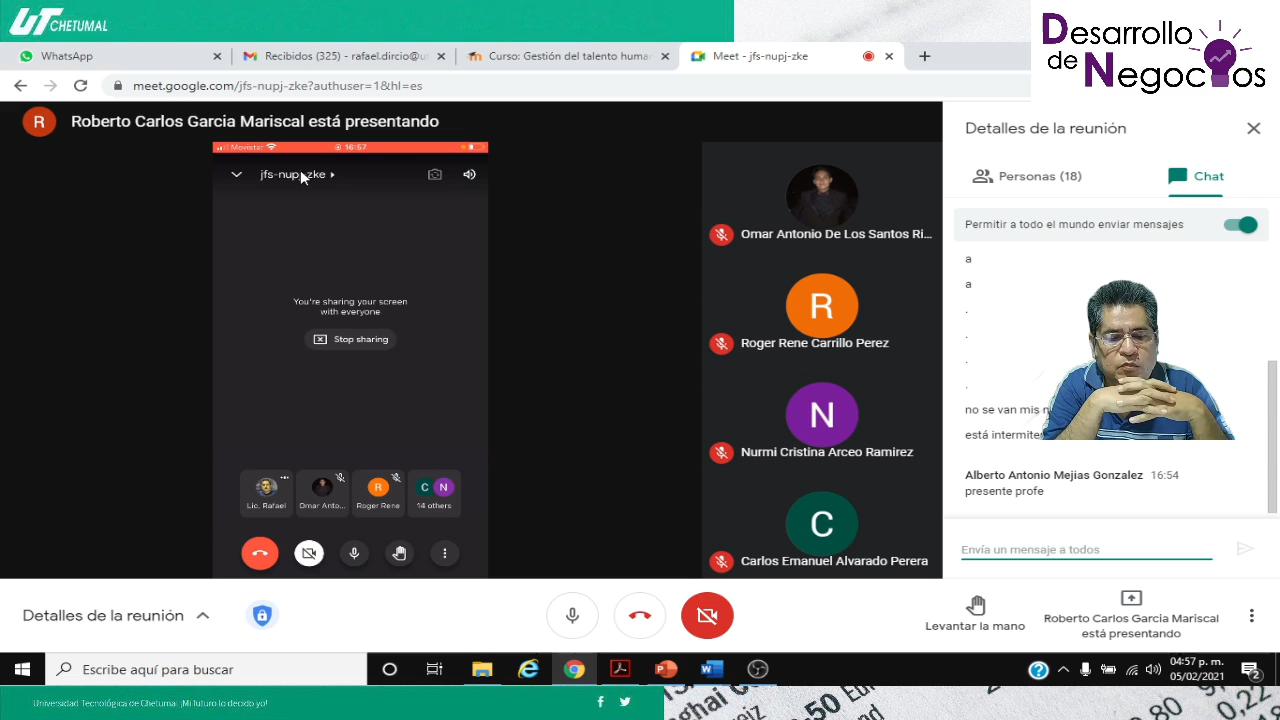 UT
CHETUMAL
Desarrollo
de Negocios
WhatsApp
Recibidos (325) - rafael.dircio@ut
Curso: Gestión del talento huma
Meet - jfs-nupj-zke
meet.google.com/jfs-nupj-zke?authuser=1&hl=es
R
Roberto Carlos Garcia Mariscal está presentando
Movistar
16:57
jfs-nupj-zke
You're sharing your screen
with everyone
Stop sharing
Lic. Rafael
Omar Anto...
R
Roger Rene
C N
14 others
Omar Antonio De Los Santos Ri...
R
Roger Rene Carrillo Perez
N
Nurmi Cristina Arceo Ramirez
C
Carlos Emanuel Alvarado Perera
Detalles de la reunión
Personas (18)
Chat
Permitir a todo el mundo enviar mensajes
a
a
.
.
.
.
no se van mis
está
Alberto Antonio Mejias Gonzalez 16:54
presente profe
Envía un mensaje a todos
Detalles de la reunión
Levantar la mano
Roberto Carlos Garcia Mariscal
está presentando
Escribe aquí para buscar
04:57 p. m.
05/02/2021
2
Universidad Tecnológica de Chetumal ¡Mi futuro lo decido yo!